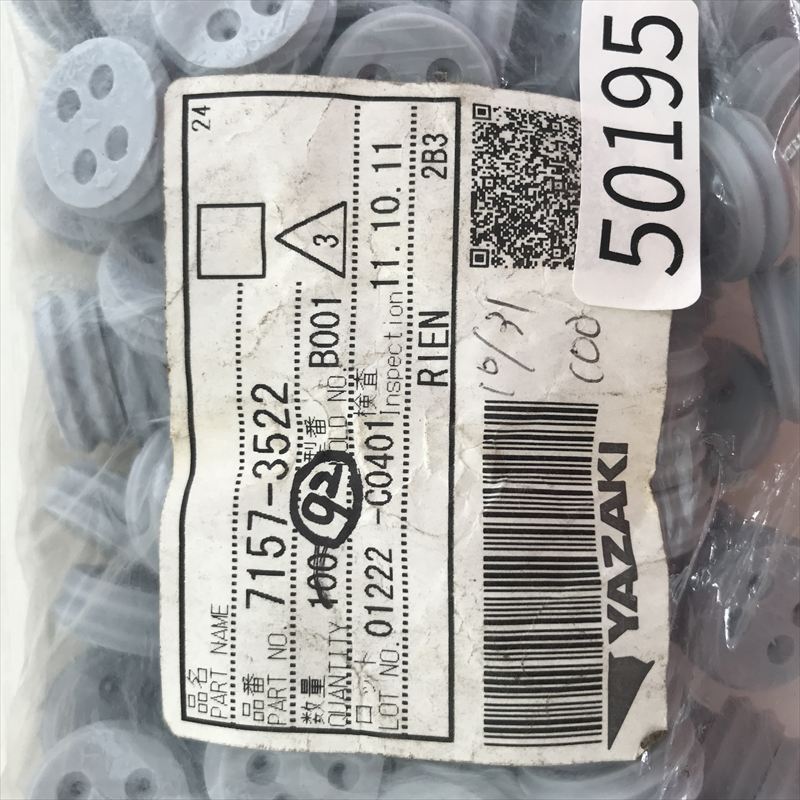 24
品名
PART NAME
品番
PART NO. 7157-3522
3
数量
QUANTITY 100 92
型番
MOLD NO. B001
ロット
LOT NO. 01222 -C0401
検査
Inspection 11.10.11
RIEN
2B3
10/31
100
YAZAKI
50195